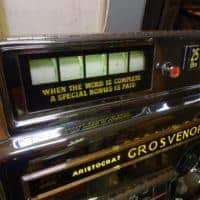 WHEN THE WORD IS COMPLETE
A SPECIAL BONUS IS PAID
ARISTOCRAT GROSVENOR